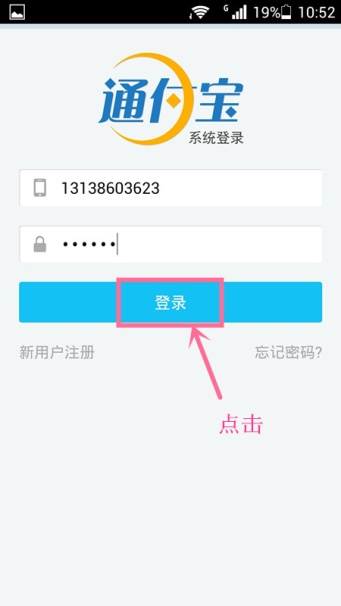 G 19% 10:52
通付宝
系统登录
13138603623
••••••
登录
新用户注册 忘记密码?
点击